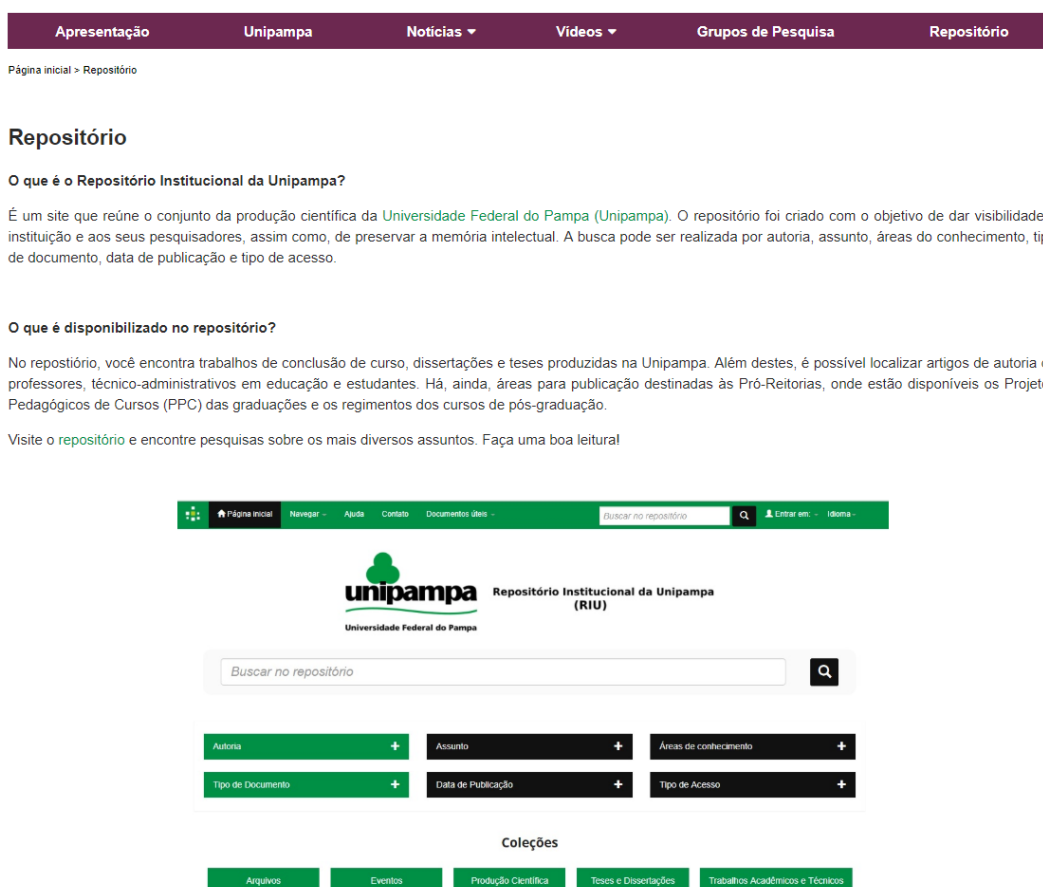 Apresentação Unipampa Notícias Vídeos Grupos de Pesquisa Repositório
Página inicial > Repositório
Repositório
O que é o Repositório Institucional da Unipampa?
É um site que reúne o conjunto da produção científica da Universidade Federal do Pampa (Unipampa). O repositório foi criado com o objetivo de dar visibilidade
instituição e aos seus pesquisadores, assim como, de preservar a memória intelectual. A busca pode ser realizada por autoria, assunto, áreas do conhecimento,
de documento, data de publicação e tipo de acesso.
O que é disponibilizado no repositório?
No repostiório, você encontra trabalhos de conclusão de curso, dissertações e teses produzidas na Unipampa. Além destes, é possível localizar artigos de autoria
professores, técnico-administrativos em educação e estudantes. Há, ainda, áreas para publicação destinadas às Pró-Reitorias, onde estão disponíveis os
Pedagógicos de Cursos (PPC) das graduações e os regimentos dos cursos de pós-graduação.
Visite o repositório e encontre pesquisas sobre os mais diversos assuntos. Faça uma boa leitura!
Página inicial Navegar Ajuda Contato Documentos úteis Buscar no repositório Entrar em: Idioma
unipampa
Universidade Federal do Pampa
Repositório Institucional da Unipampa
(RIU)
Buscar no repositório
Autoria + Assunto + Áreas de conhecimento +
Tipo de Documento + Data de Publicação + Tipo de Acesso +
Coleções
Arquivos Eventos Produção Científica Teses e Dissertações Trabalhos Acadêmicos e Técnicos